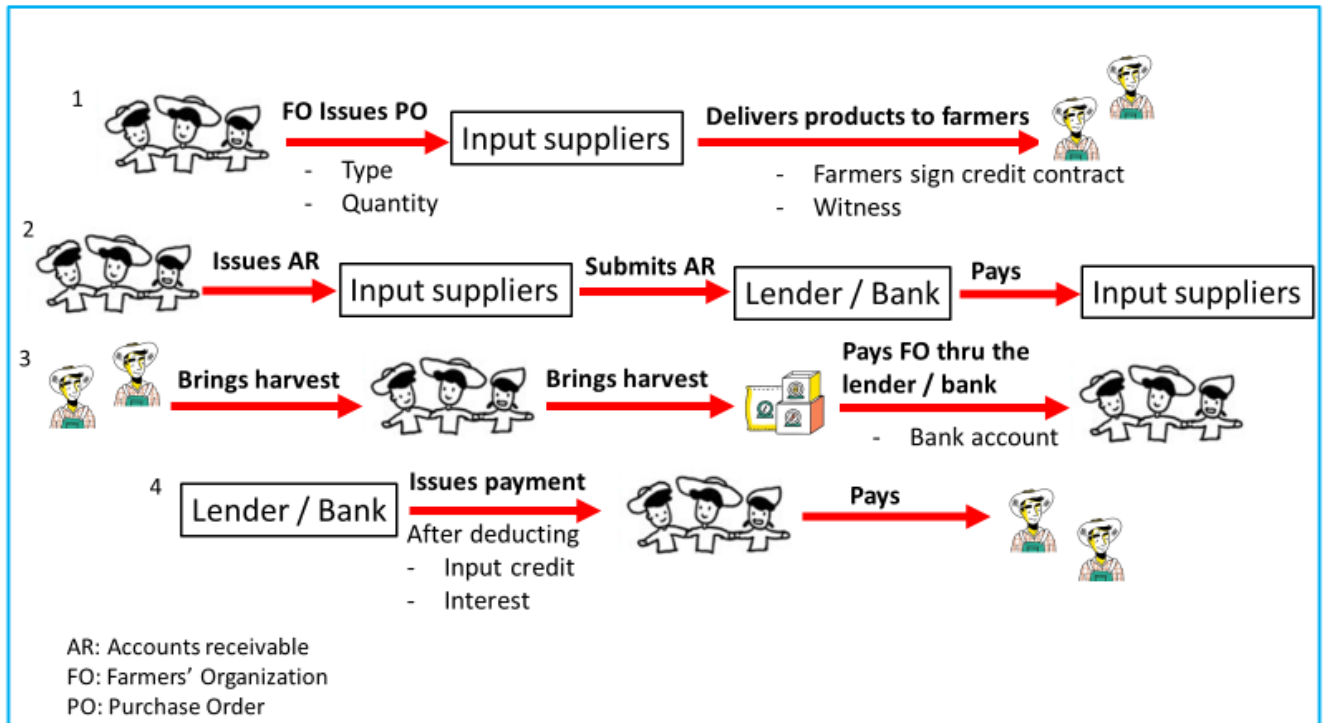 1
FO Issues PO
- Type
- Quantity
Input suppliers
Delivers products to farmers
- Farmers sign credit contract
- Witness
2
Issues AR
Input suppliers
Submits AR
Lender / Bank
Pays
Input suppliers
3
Brings harvest
Brings harvest
Pays FO thru the
lender / bank
- Bank account
4
Lender / Bank
Issues payment
After deducting
- Input credit
- Interest
Pays
AR: Accounts receivable
FO: Farmers’ Organization
PO: Purchase Order